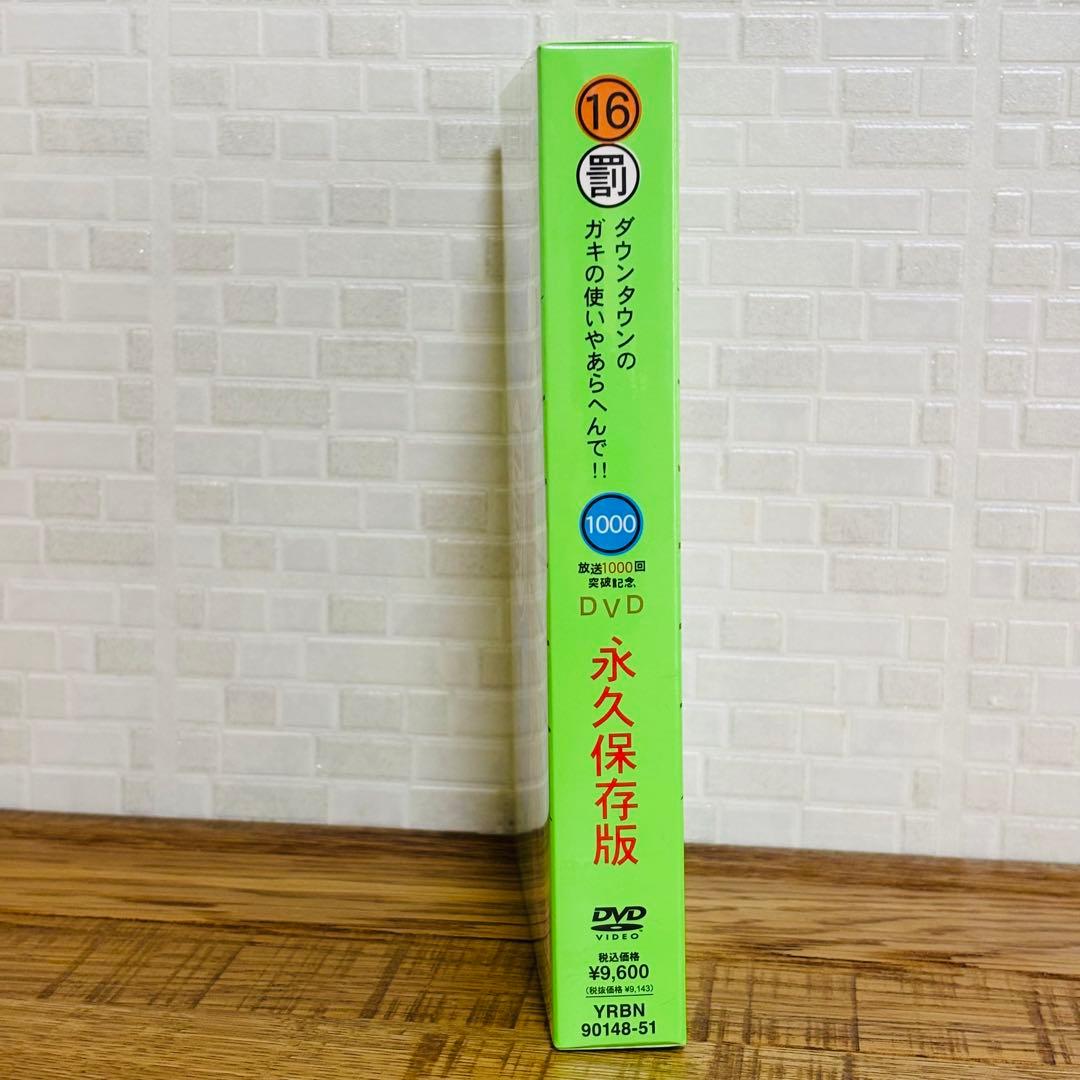 16
罰
ダウンタウンの
ガキの使いやあらへんで!!
1000
放送1000回
突破記念
DVD
永久保存版
DVD
VIDEO
税込価格
¥9,600
(税抜価格 ¥9,143)
YRBN
90148-51